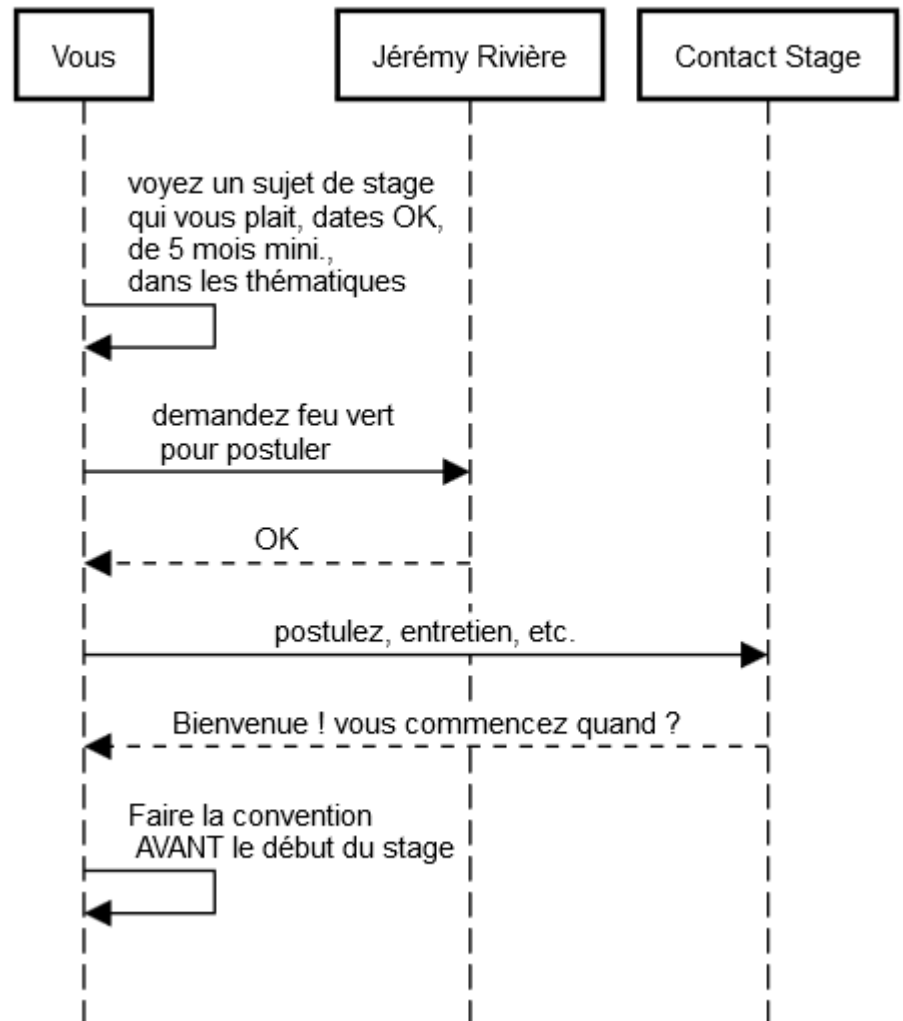 Vous
Jérémy Rivière
Contact Stage
voyez un sujet de stage
qui vous plait, dates OK,
de 5 mois mini.,
dans les thématiques
demandez feu vert
pour postuler
OK
postulez, entretien, etc.
Bienvenue ! vous commencez quand ?
Faire la convention
AVANT le début du stage